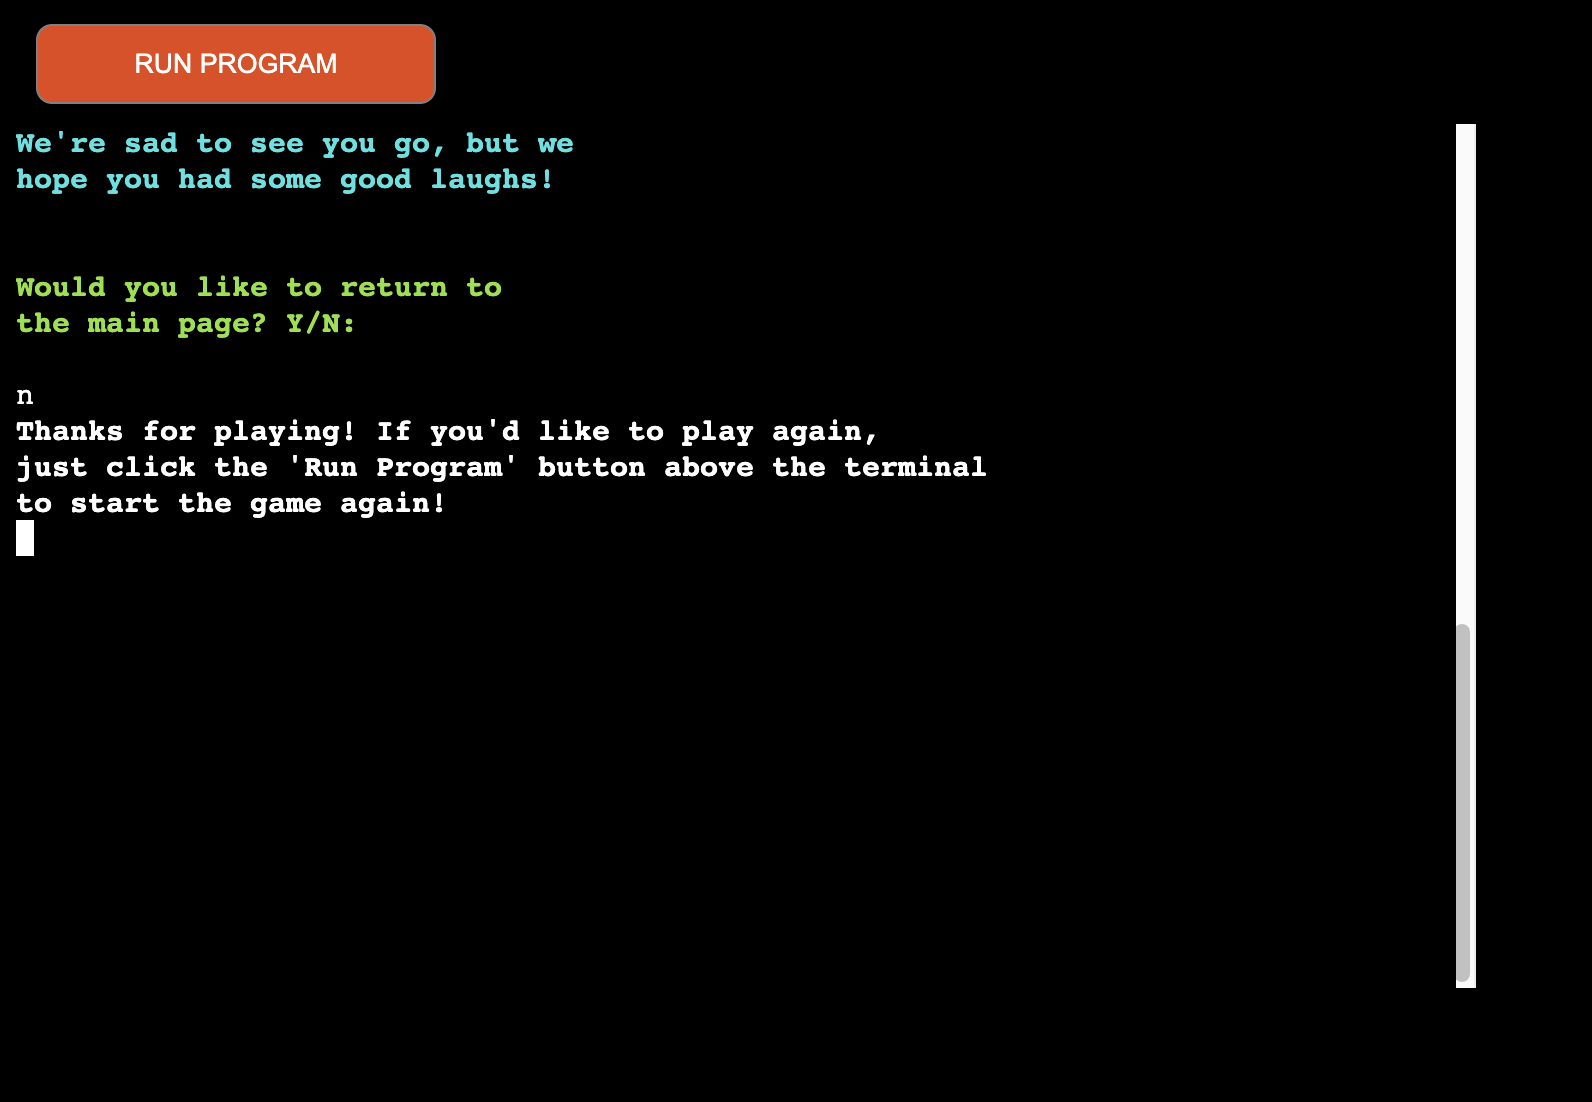 RUN PROGRAM
We're sad to see you go, but we
hope you had some good laughs!
Would you like to return to
the main page? Y/N:
n
Thanks for playing! If you'd like to play again,
just click the 'Run Program' button above the terminal
to start the game again!